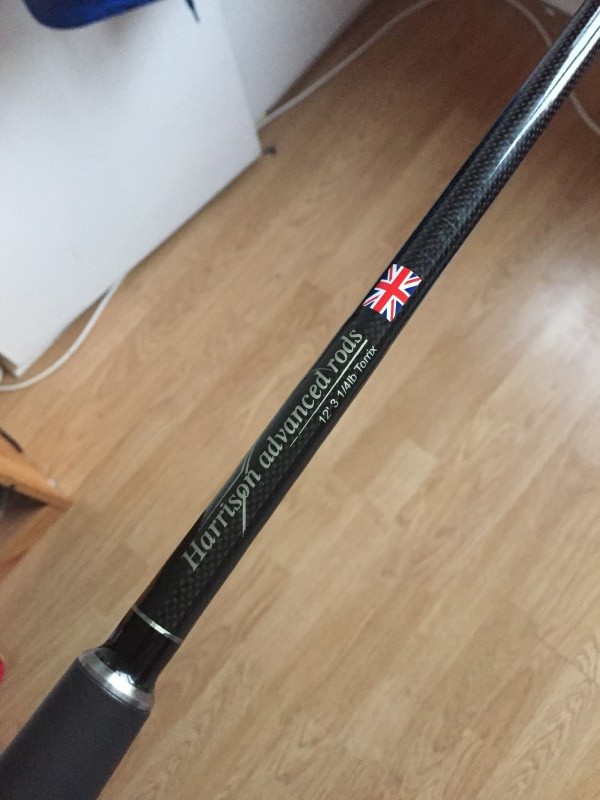 Harrison advanced rods
12' 3 1/4lb Torrix